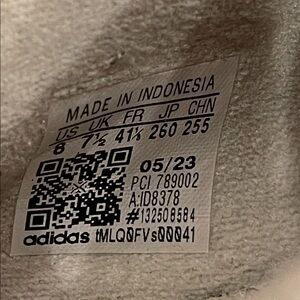 MADE IN INDONESIA
US UK FR JP CHN
8 7½ 41⅓ 260 255
05/23
PCI 789002
A:ID8378
#132508584
adidas tMLQ0FVs00041